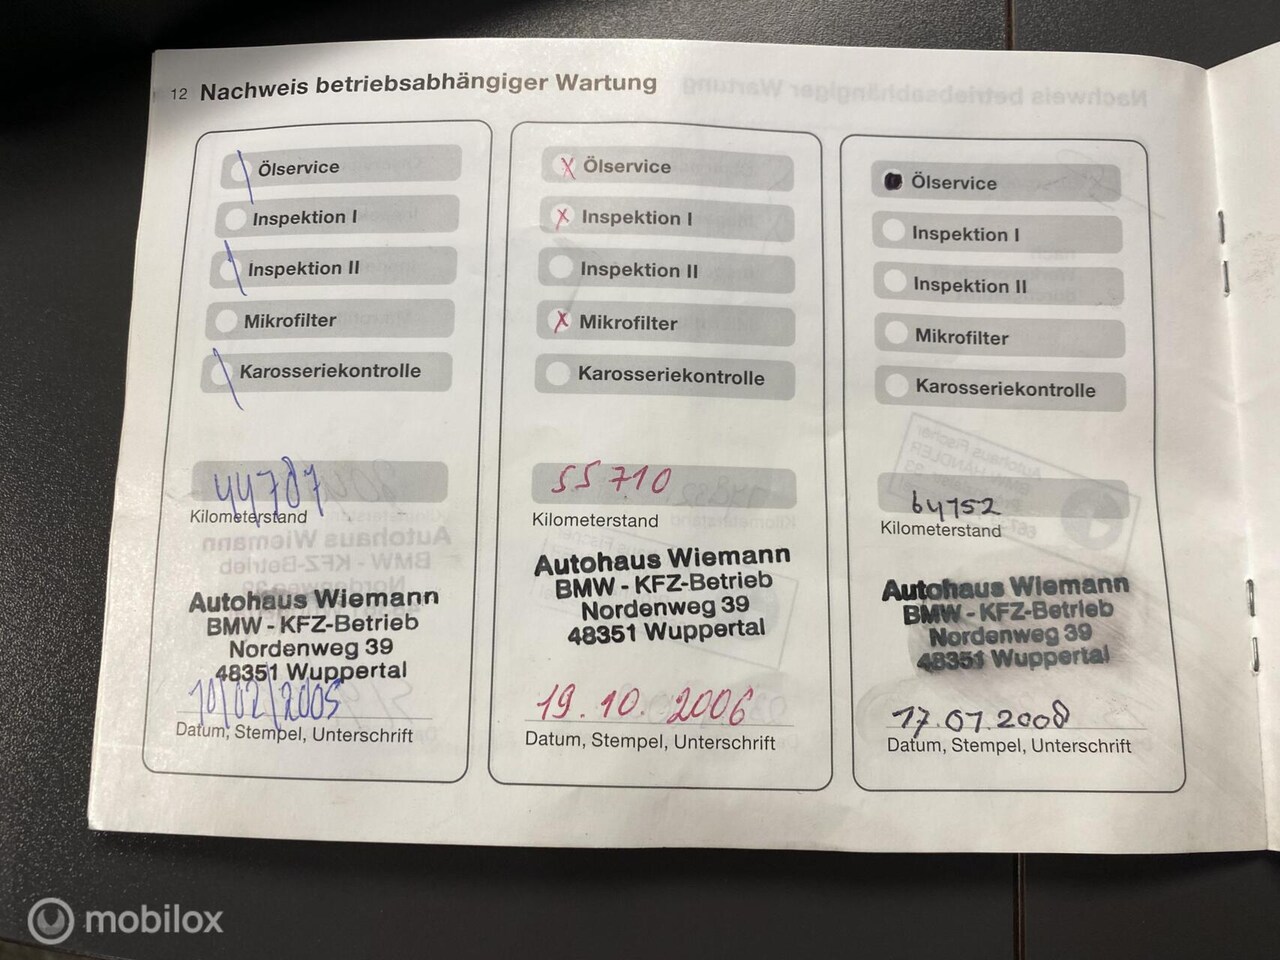 12 Nachweis betriebsabhängiger Wartung
Ölservice
Inspektion I
Inspektion II
Mikrofilter
Karosseriekontrolle
44787
Kilometerstand
Autohaus Wiemann
BMW - KFZ-Betrieb
Nordenweg 39
48351 Wuppertal
10/02/2005
Datum, Stempel, Unterschrift
X Ölservice
X Inspektion I
Inspektion II
X Mikrofilter
Karosseriekontrolle
55710
Kilometerstand
Autohaus Wiemann
BMW - KFZ-Betrieb
Nordenweg 39
48351 Wuppertal
19.10.2006
Datum, Stempel, Unterschrift
Ölservice
Inspektion I
Inspektion II
Mikrofilter
Karosseriekontrolle
64752
Kilometerstand
Autohaus Wiemann
BMW - KFZ-Betrieb
Nordenweg 39
48351 Wuppertal
17.01.2008
Datum, Stempel, Unterschrift
mobilox